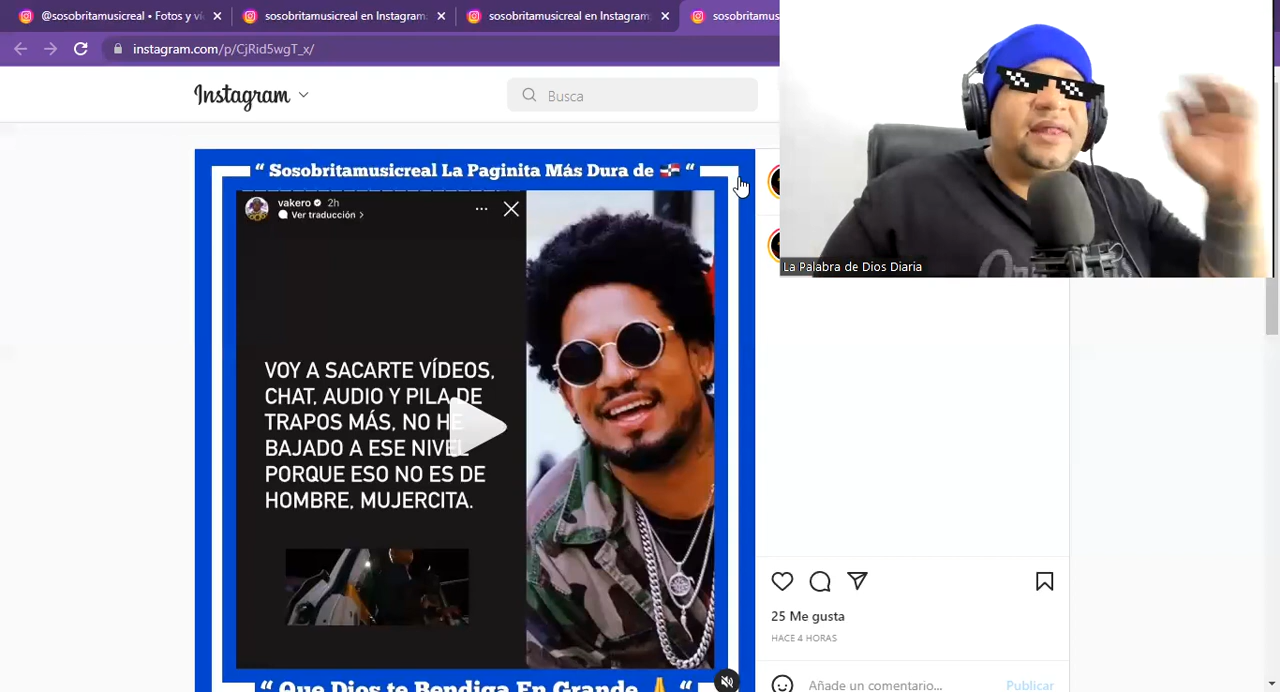 @sosobritamusicreal • Fotos y ví
sosobritamusicreal en Instagram:
sosobritamusicreal en Instagram:
sosobritamus
instagram.com/p/CjRid5wgT_x/
Instagram
Busca
“ Sosobritamusicreal La Paginita Más Dura de 🇩🇴 “
vakero 2h
Ver traducción >
VOY A SACARTE VÍDEOS,
CHAT, AUDIO Y PILA DE
TRAPOS MÁS, NO HE
BAJADO A ESE NIVEL
PORQUE ESO NO ES DE
HOMBRE, MUJERCITA.
“ Que Dios te Bendiga En Grande 🙏 “
La Palabra de Dios Diaria
25 Me gusta
HACE 4 HORAS
Añade un comentario...
Publicar